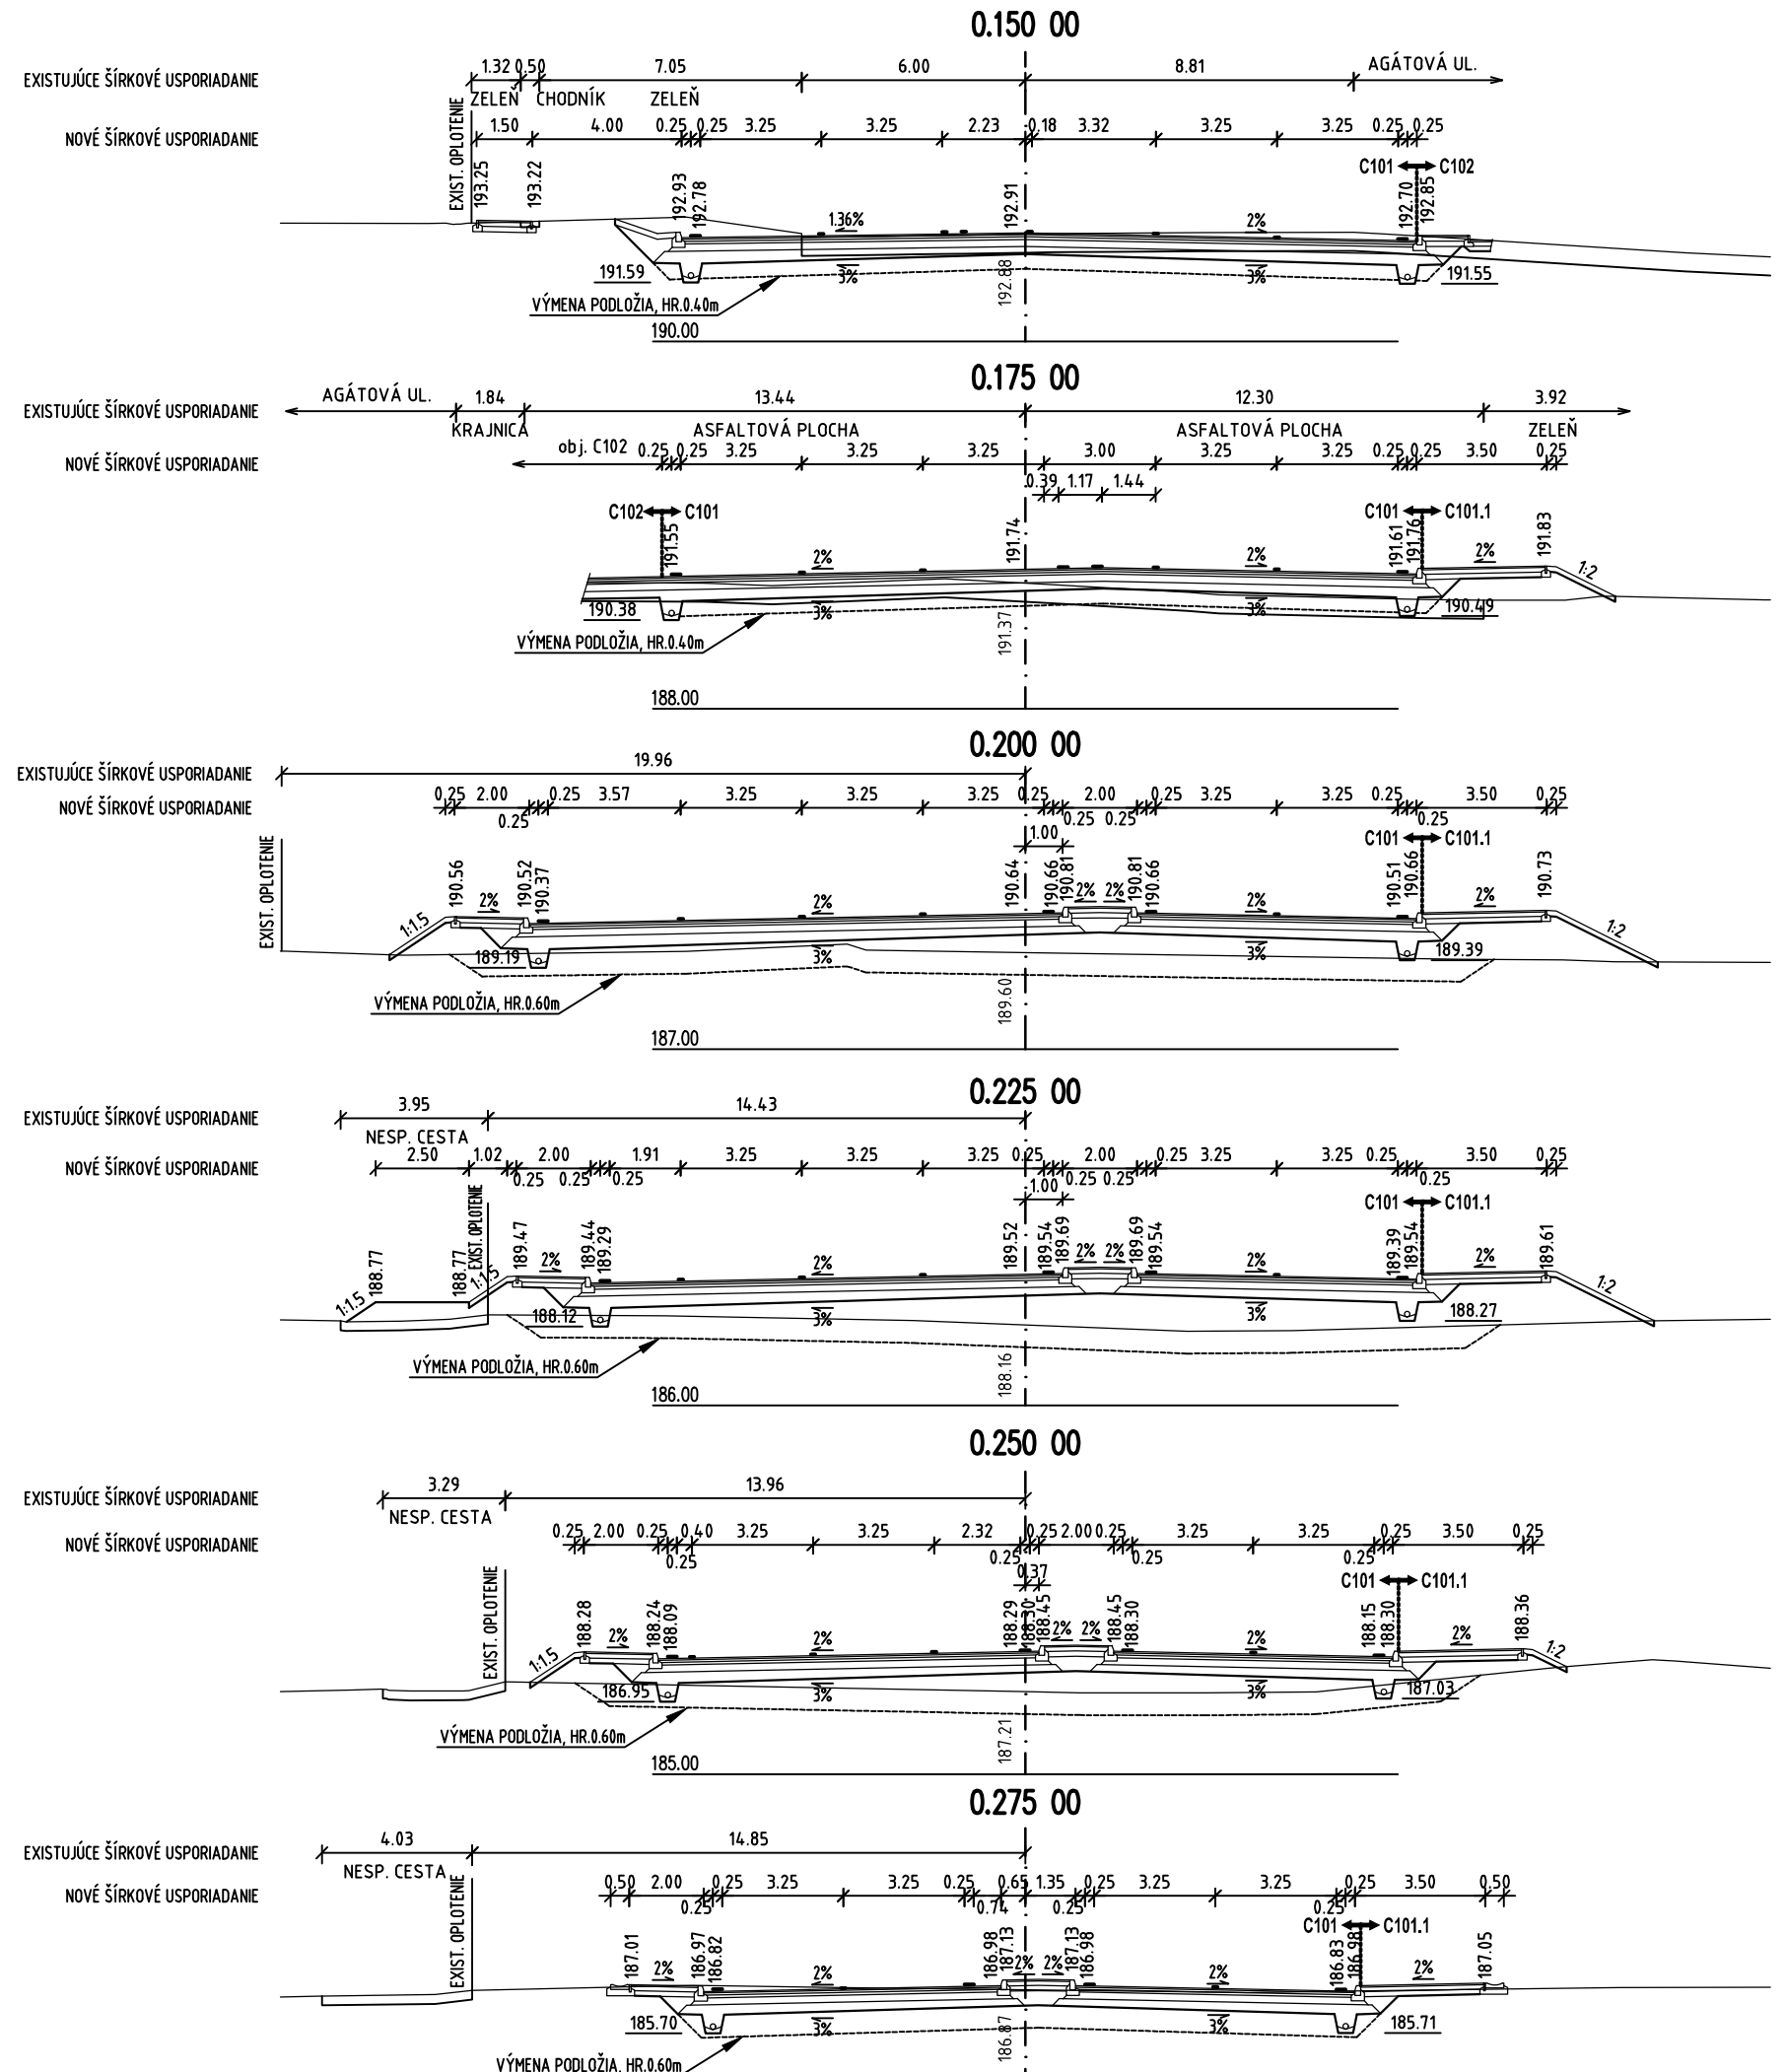 0.150 00
EXISTUJÚCE ŠÍRKOVÉ USPORIADANIE 1.32 0.50 7.05 6.00 8.81 AGÁTOVÁ UL.
ZELEŇ CHODNÍK ZELEŇ
NOVÉ ŠÍRKOVÉ USPORIADANIE 1.50 4.00 0.25 0.25 3.25 3.25 2.23 0.18 3.32 3.25 3.25 0.25 0.25
EXIST. OPLOTENIE 193.25 193.22 192.93 192.78 192.91 C101 C102 192.70 192.85
1.36% 2%
191.59 3% 192.88 3% 191.55
VÝMENA PODLOŽIA, HR.0.40m
190.00
0.175 00
AGÁTOVÁ UL. 1.84 13.44 12.30 3.92
EXISTUJÚCE ŠÍRKOVÉ USPORIADANIE
KRAJNICA ASFALTOVÁ PLOCHA ASFALTOVÁ PLOCHA ZELEŇ
NOVÉ ŠÍRKOVÉ USPORIADANIE obj. C102 0.25 0.25 3.25 3.25 3.25 3.00 3.25 3.25 0.25 0.25 3.50 0.25
0.39 1.17 1.44
C102 C101 191.55 191.74 C101 C101.1 191.61 191.76 191.83
2% 2% 2% 1:2
190.38 3% 191.37 3% 190.49
VÝMENA PODLOŽIA, HR.0.40m
188.00
0.200 00
EXISTUJÚCE ŠÍRKOVÉ USPORIADANIE 19.96
NOVÉ ŠÍRKOVÉ USPORIADANIE 0.25 2.00 0.25 3.57 3.25 3.25 3.25 0.25 2.00 0.25 3.25 3.25 0.25 3.50 0.25
0.25 0.25 0.25 0.25
1.00 C101 C101.1
EXIST. OPLOTENIE 190.56 190.52 190.37 190.64 190.66 190.81 190.81 190.66 190.51 190.66 190.73
1:1.5 2% 2% 2% 2% 2% 2% 1:2
189.19 3% 189.60 3% 189.39
VÝMENA PODLOŽIA, HR.0.60m
187.00
0.225 00
EXISTUJÚCE ŠÍRKOVÉ USPORIADANIE 3.95 14.43
NESP. CESTA
NOVÉ ŠÍRKOVÉ USPORIADANIE 2.50 1.02 2.00 1.91 3.25 3.25 3.25 0.25 2.00 0.25 3.25 3.25 0.25 3.50 0.25
0.25 0.25 0.25 0.25 0.25 0.25
1.00 C101 C101.1
188.77 188.77 EXIST. OPLOTENIE 189.47 189.44 189.29 189.52 189.54 189.69 189.69 189.54 189.39 189.54 189.61
1:1.5 1:1.5 2% 2% 2% 2% 2% 2% 1:2
188.12 3% 188.16 3% 188.27
VÝMENA PODLOŽIA, HR.0.60m
186.00
0.250 00
EXISTUJÚCE ŠÍRKOVÉ USPORIADANIE 3.29 13.96
NESP. CESTA
NOVÉ ŠÍRKOVÉ USPORIADANIE 0.25 2.00 0.25 0.40 3.25 3.25 2.32 0.25 2.00 0.25 3.25 3.25 0.25 3.50 0.25
0.25 0.25 0.25 0.25
0.37 C101 C101.1
EXIST. OPLOTENIE 188.28 188.24 188.09 188.29 188.30 188.45 188.45 188.30 188.15 188.30 188.36
1:1.5 2% 2% 2% 2% 2% 2% 1:2
186.95 3% 187.21 3% 187.03
VÝMENA PODLOŽIA, HR.0.60m
185.00
0.275 00
EXISTUJÚCE ŠÍRKOVÉ USPORIADANIE 4.03 14.85
NESP. CESTA
NOVÉ ŠÍRKOVÉ USPORIADANIE 0.50 2.00 0.25 3.25 3.25 0.25 0.65 1.35 0.25 3.25 3.25 0.25 3.50 0.50
0.25 0.74 0.25 0.25
C101 C101.1
EXIST. OPLOTENIE 187.01 186.97 186.82 186.98 187.13 187.13 186.98 186.83 186.98 187.05
2% 2% 2% 2% 2% 2%
185.70 3% 186.87 3% 185.71
VÝMENA PODLOŽIA, HR.0.60m